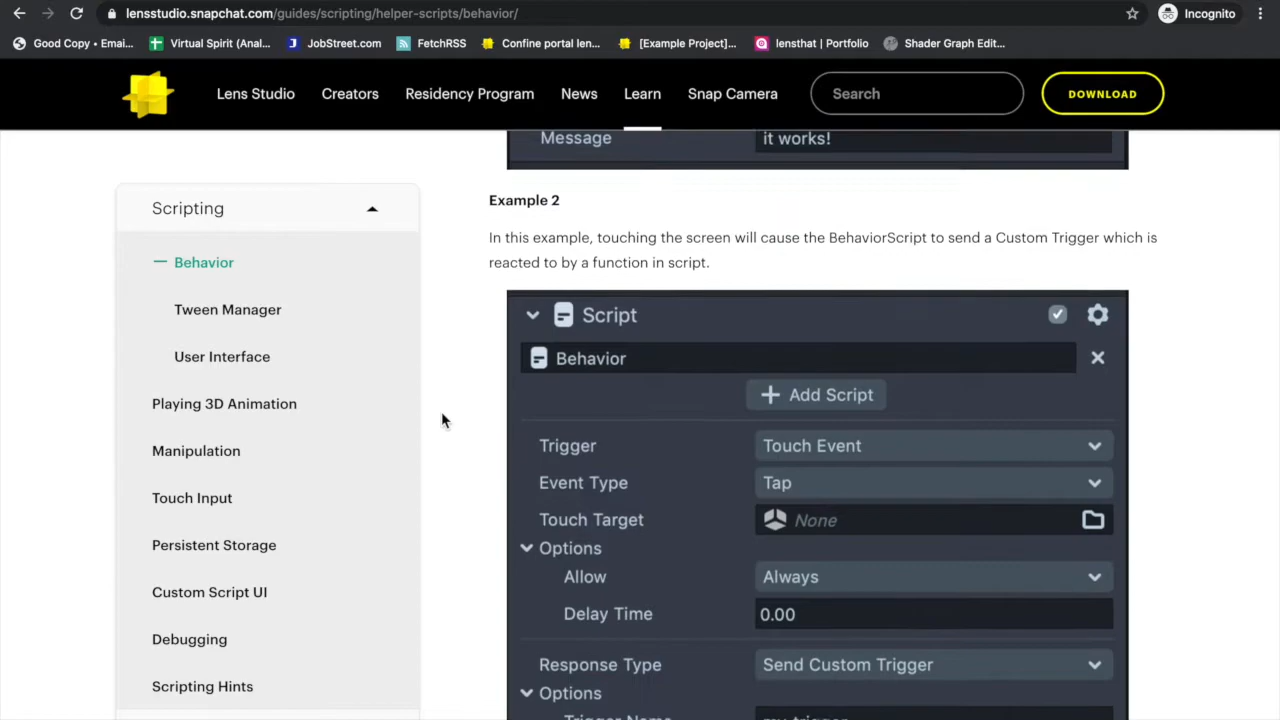 lensstudio.snapchat.com/guides/scripting/helper-scripts/behavior/
Incognito
Good Copy • Emai...
Virtual Spirit (Anal...
JobStreet.com
FetchRSS
Confine portal len...
[Example Project]...
lensthat | Portfolio
Shader Graph Edit...
Lens Studio
Creators
Residency Program
News
Learn
Snap Camera
Search
DOWNLOAD
Message
it works!
Scripting
Behavior
Tween Manager
User Interface
Playing 3D Animation
Manipulation
Touch Input
Persistent Storage
Custom Script UI
Debugging
Scripting Hints
Example 2
In this example, touching the screen will cause the BehaviorScript to send a Custom Trigger which is
reacted to by a function in script.
Script
Behavior
Add Script
Trigger
Touch Event
Event Type
Tap
Touch Target
None
Options
Allow
Always
Delay Time
0.00
Response Type
Send Custom Trigger
Options
Trigger Name
my_trigger